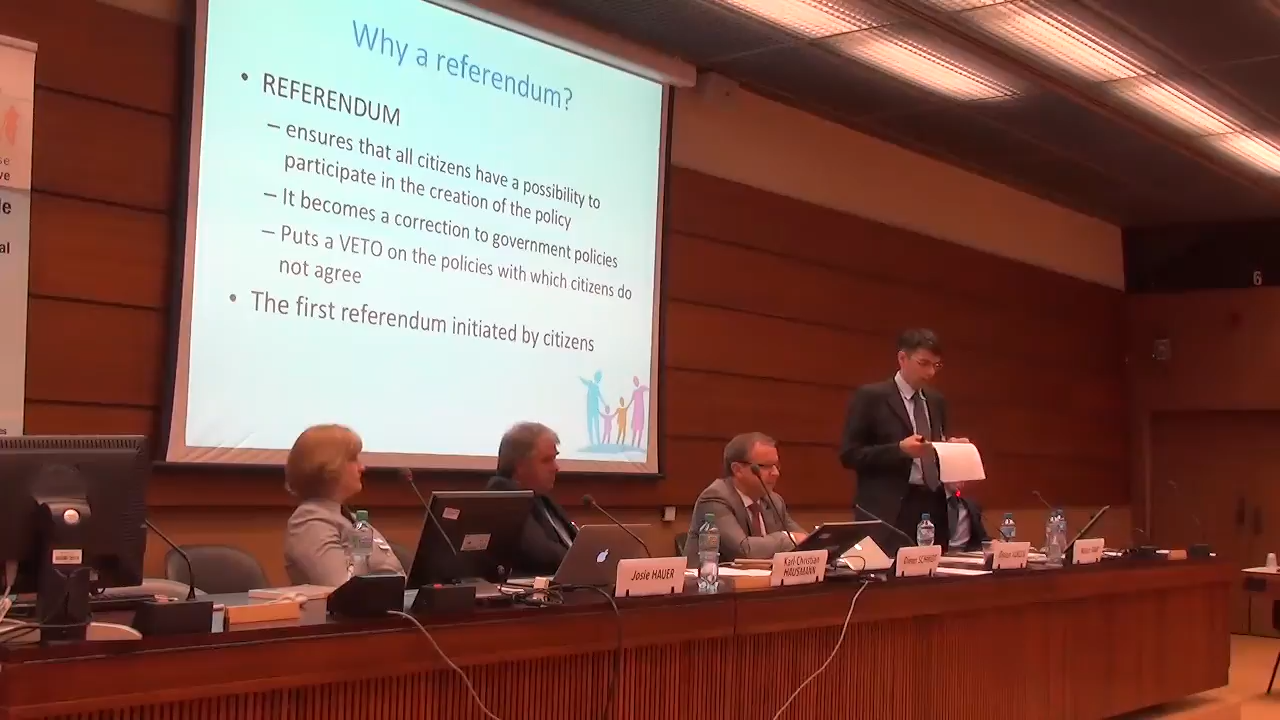 Why a referendum?
• REFERENDUM
– ensures that all citizens have a possibility to
participate in the creation of the policy
– It becomes a correction to government policies
– Puts a VETO on the policies with which citizens do
not agree
• The first referendum initiated by citizens
Josie HAUER
Karl-Christian
HAUSMANN
6